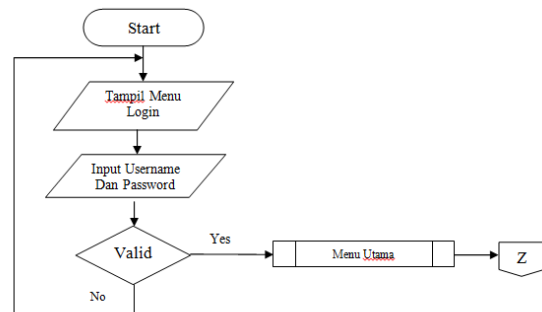 Start
Tampil Menu
Login
Input Username
Dan Password
Valid
Yes
Menu Utama
Z
No